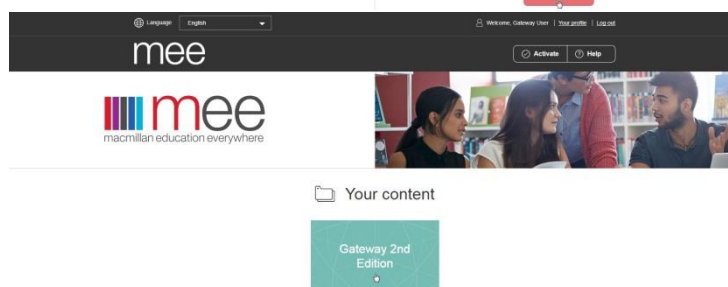 Language English
Welcome, Gateway User | Your profile | Log out
mee
Activate Help
mee
macmillan education everywhere
Your content
Gateway 2nd
Edition